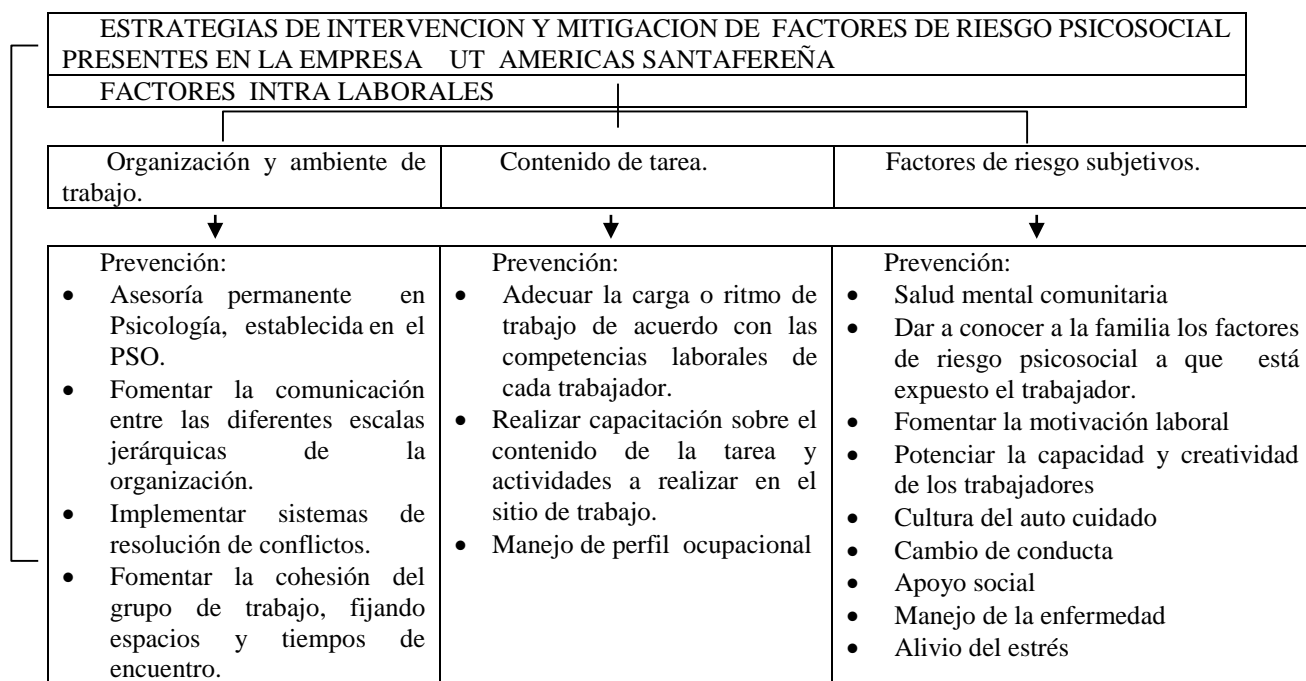 ESTRATEGIAS DE INTERVENCION Y MITIGACION DE FACTORES DE RIESGO PSICOSOCIAL
PRESENTES EN LA EMPRESA UT AMERICAS SANTAFEREÑA
FACTORES INTRA LABORALES
Organización y ambiente de
trabajo.
Contenido de tarea.
Factores de riesgo subjetivos.
Prevención:
• Asesoría permanente en
Psicología, establecida en el
PSO.
• Fomentar la comunicación
entre las diferentes escalas
jerárquicas de la
organización.
• Implementar sistemas de
resolución de conflictos.
• Fomentar la cohesión del
grupo de trabajo, fijando
espacios y tiempos de
encuentro.
Prevención:
• Adecuar la carga o ritmo de
trabajo de acuerdo con las
competencias laborales de
cada trabajador.
• Realizar capacitación sobre el
contenido de la tarea y
actividades a realizar en el
sitio de trabajo.
• Manejo de perfil ocupacional
Prevención:
• Salud mental comunitaria
• Dar a conocer a la familia los factores
de riesgo psicosocial a que está
expuesto el trabajador.
• Fomentar la motivación laboral
• Potenciar la capacidad y creatividad
de los trabajadores
• Cultura del auto cuidado
• Cambio de conducta
• Apoyo social
• Manejo de la enfermedad
• Alivio del estrés